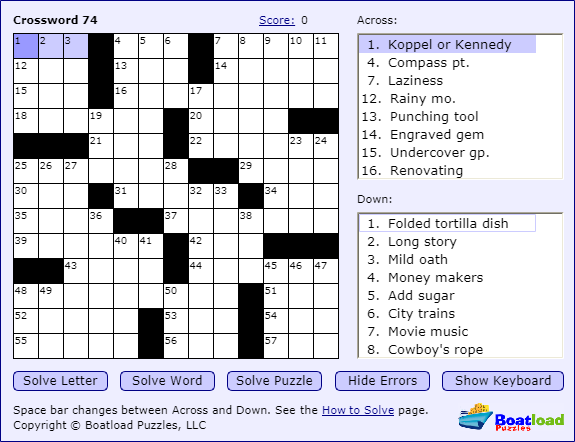 Crossword 74 Score: 0 Across:
1 2 3 4 5 6 7 8 9 10 11
12 13 14
15 16 17
18 19 20
21 22 23 24
25 26 27 28 29
30 31 32 33 34
35 36 37 38
39 40 41 42
43 44 45 46 47
48 49 50 51
52 53 54
55 56 57
1. Koppel or Kennedy
4. Compass pt.
7. Laziness
12. Rainy mo.
13. Punching tool
14. Engraved gem
15. Undercover gp.
16. Renovating
Down:
1. Folded tortilla dish
2. Long story
3. Mild oath
4. Money makers
5. Add sugar
6. City trains
7. Movie music
8. Cowboy's rope
Solve Letter Solve Word Solve Puzzle Hide Errors Show Keyboard
Space bar changes between Across and Down. See the How to Solve page.
Copyright © Boatload Puzzles, LLC
Boatload
Puzzles